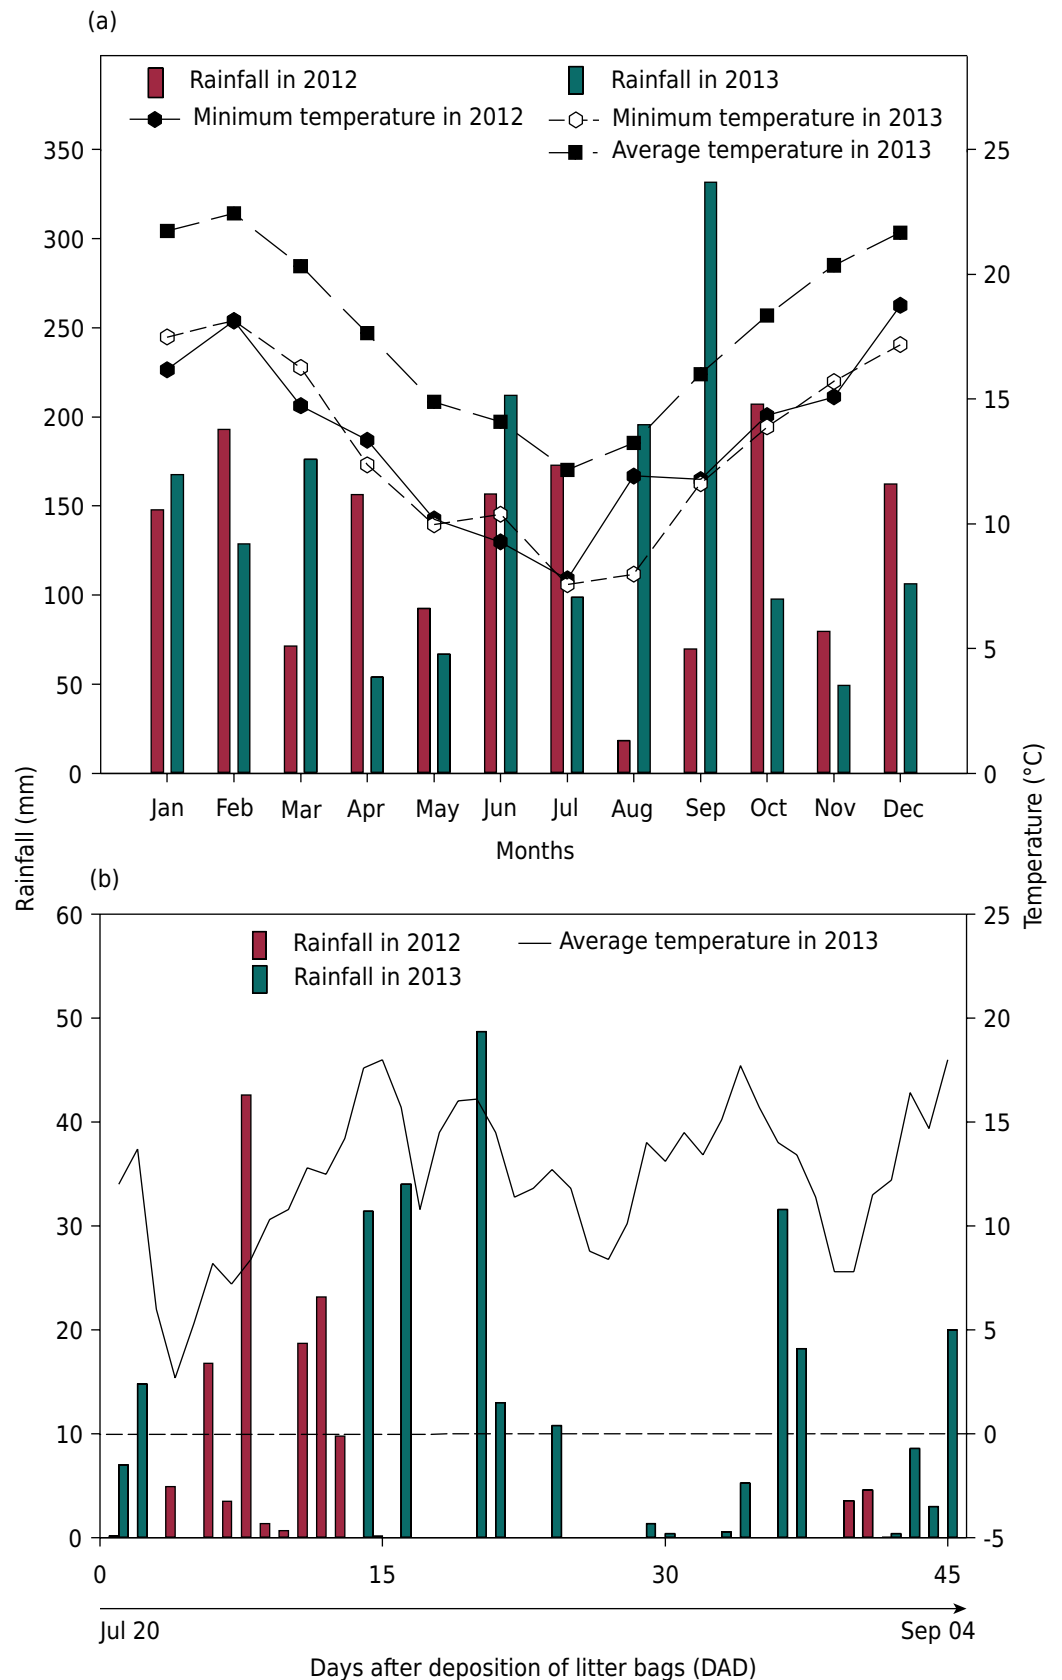 (a)
Rainfall in 2012
Rainfall in 2013
Minimum temperature in 2012
Minimum temperature in 2013
Average temperature in 2013
350
300
250
200
150
100
50
0
25
20
15
10
5
0
Jan Feb Mar Apr May Jun Jul Aug Sep Oct Nov Dec
Months
Rainfall (mm)
Temperature (°C)
(b)
Rainfall in 2012
Average temperature in 2013
Rainfall in 2013
60
50
40
30
20
10
0
25
20
15
10
5
0
-5
0 15 30 45
Jul 20 Sep 04
Days after deposition of litter bags (DAD)